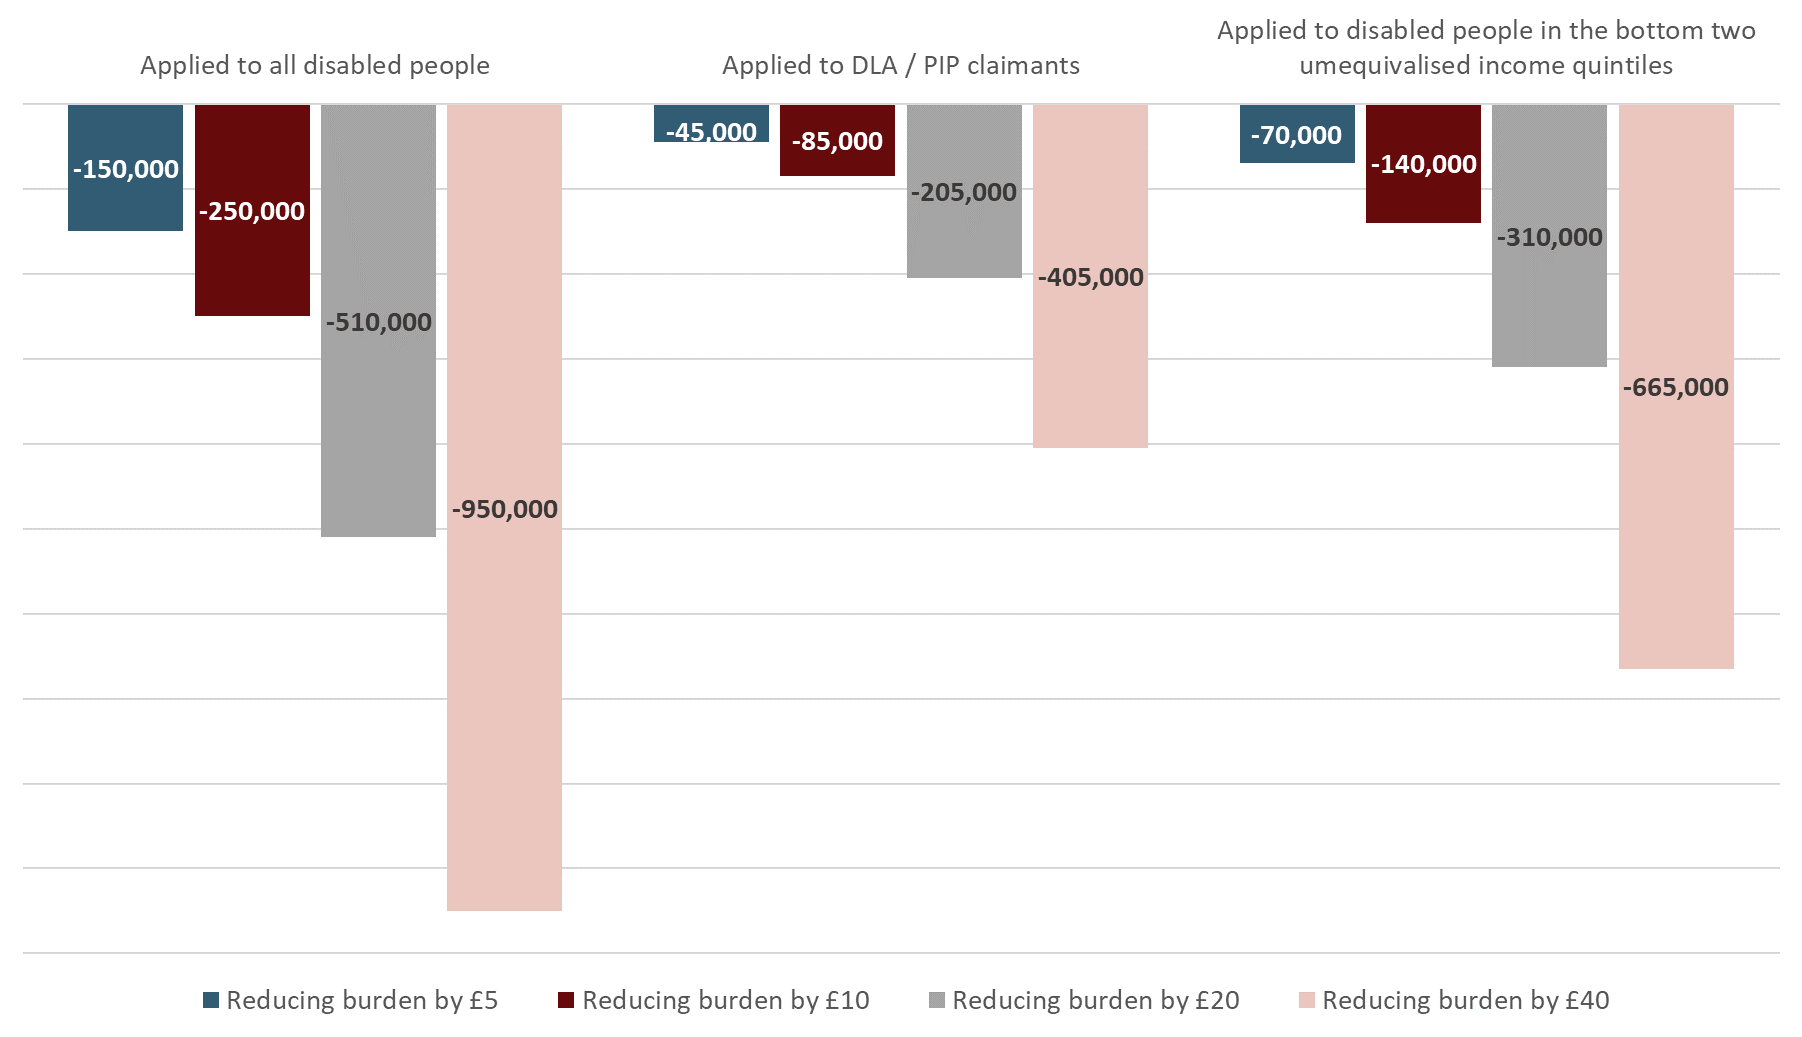 Applied to all disabled people
Applied to DLA / PIP claimants
Applied to disabled people in the bottom two
umequivalised income quintiles
-150,000
-250,000
-510,000
-950,000
-45,000
-85,000
-205,000
-405,000
-70,000
-140,000
-310,000
-665,000
Reducing burden by £5
Reducing burden by £10
Reducing burden by £20
Reducing burden by £40